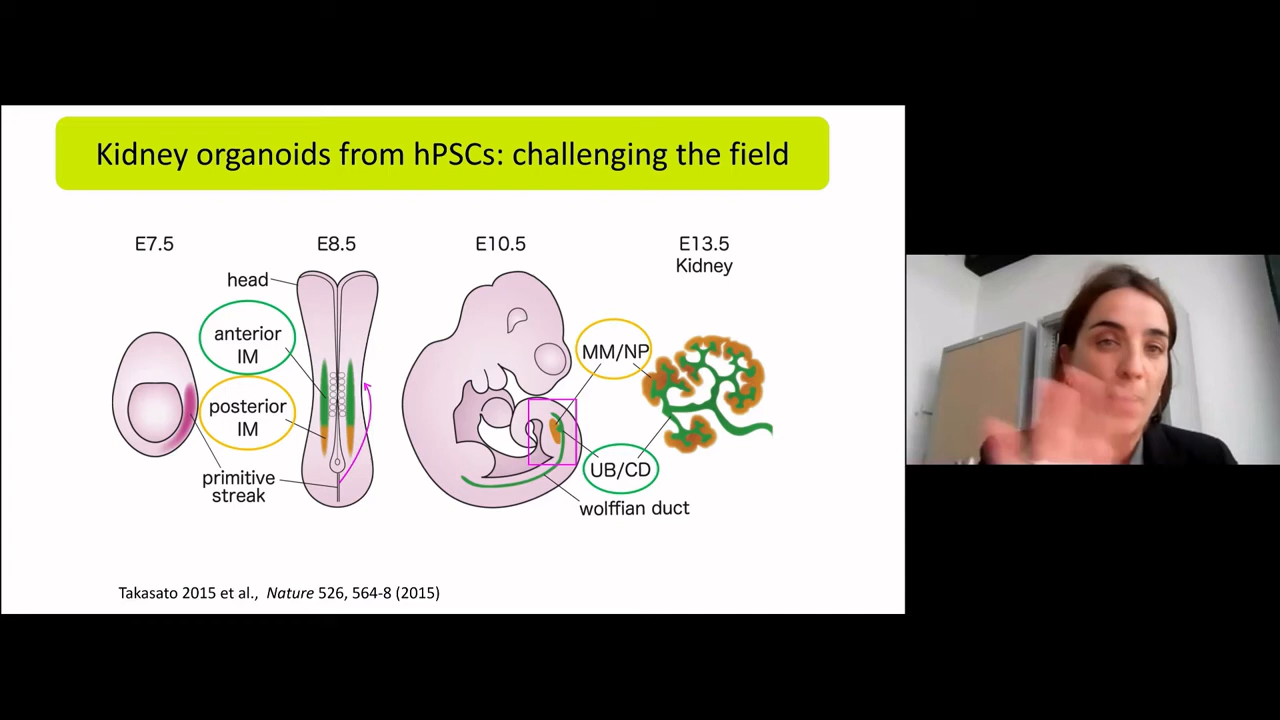 Kidney organoids from hPSCs: challenging the field
E7.5
E8.5
E10.5
E13.5
Kidney
head
anterior
IM
posterior
IM
primitive
streak
MM/NP
UB/CD
wolffian duct
Takasato 2015 et al., Nature 526, 564-8 (2015)